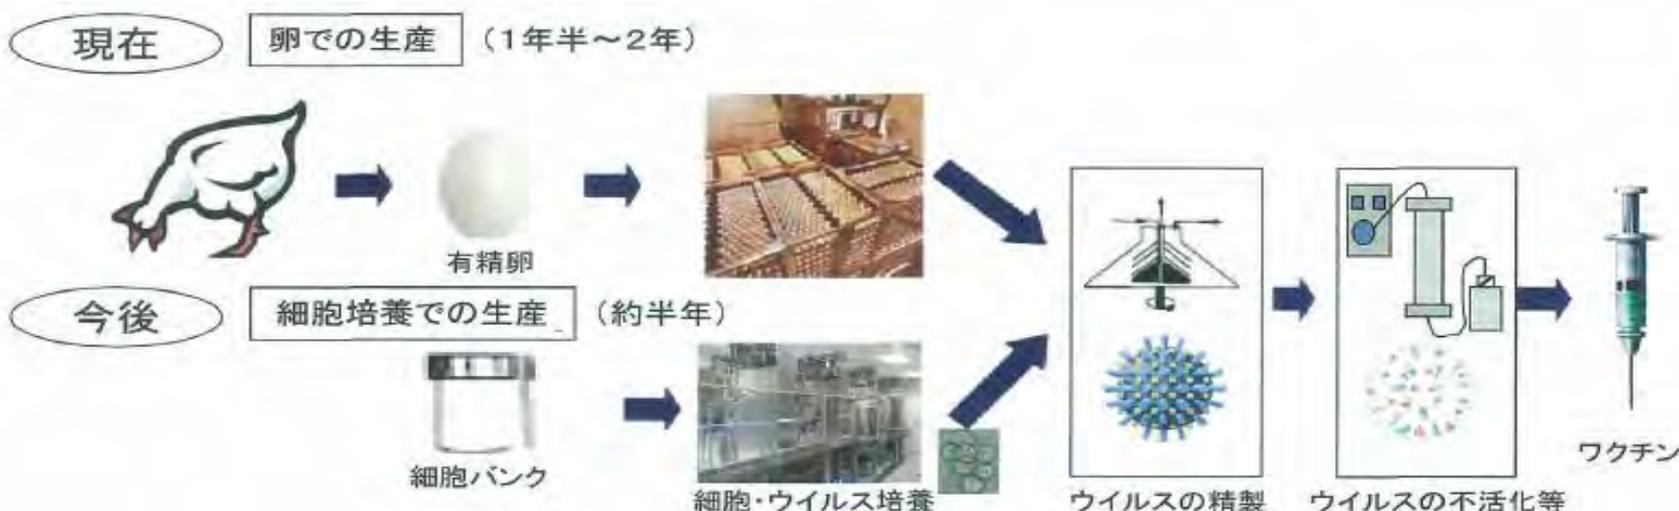 現在 卵での生産 (1年半~2年)
有精卵
今後 細胞培養での生産 (約半年)
細胞バンク
細胞・ウイルス培養
ウイルスの精製
ウイルスの不活化等
ワクチン